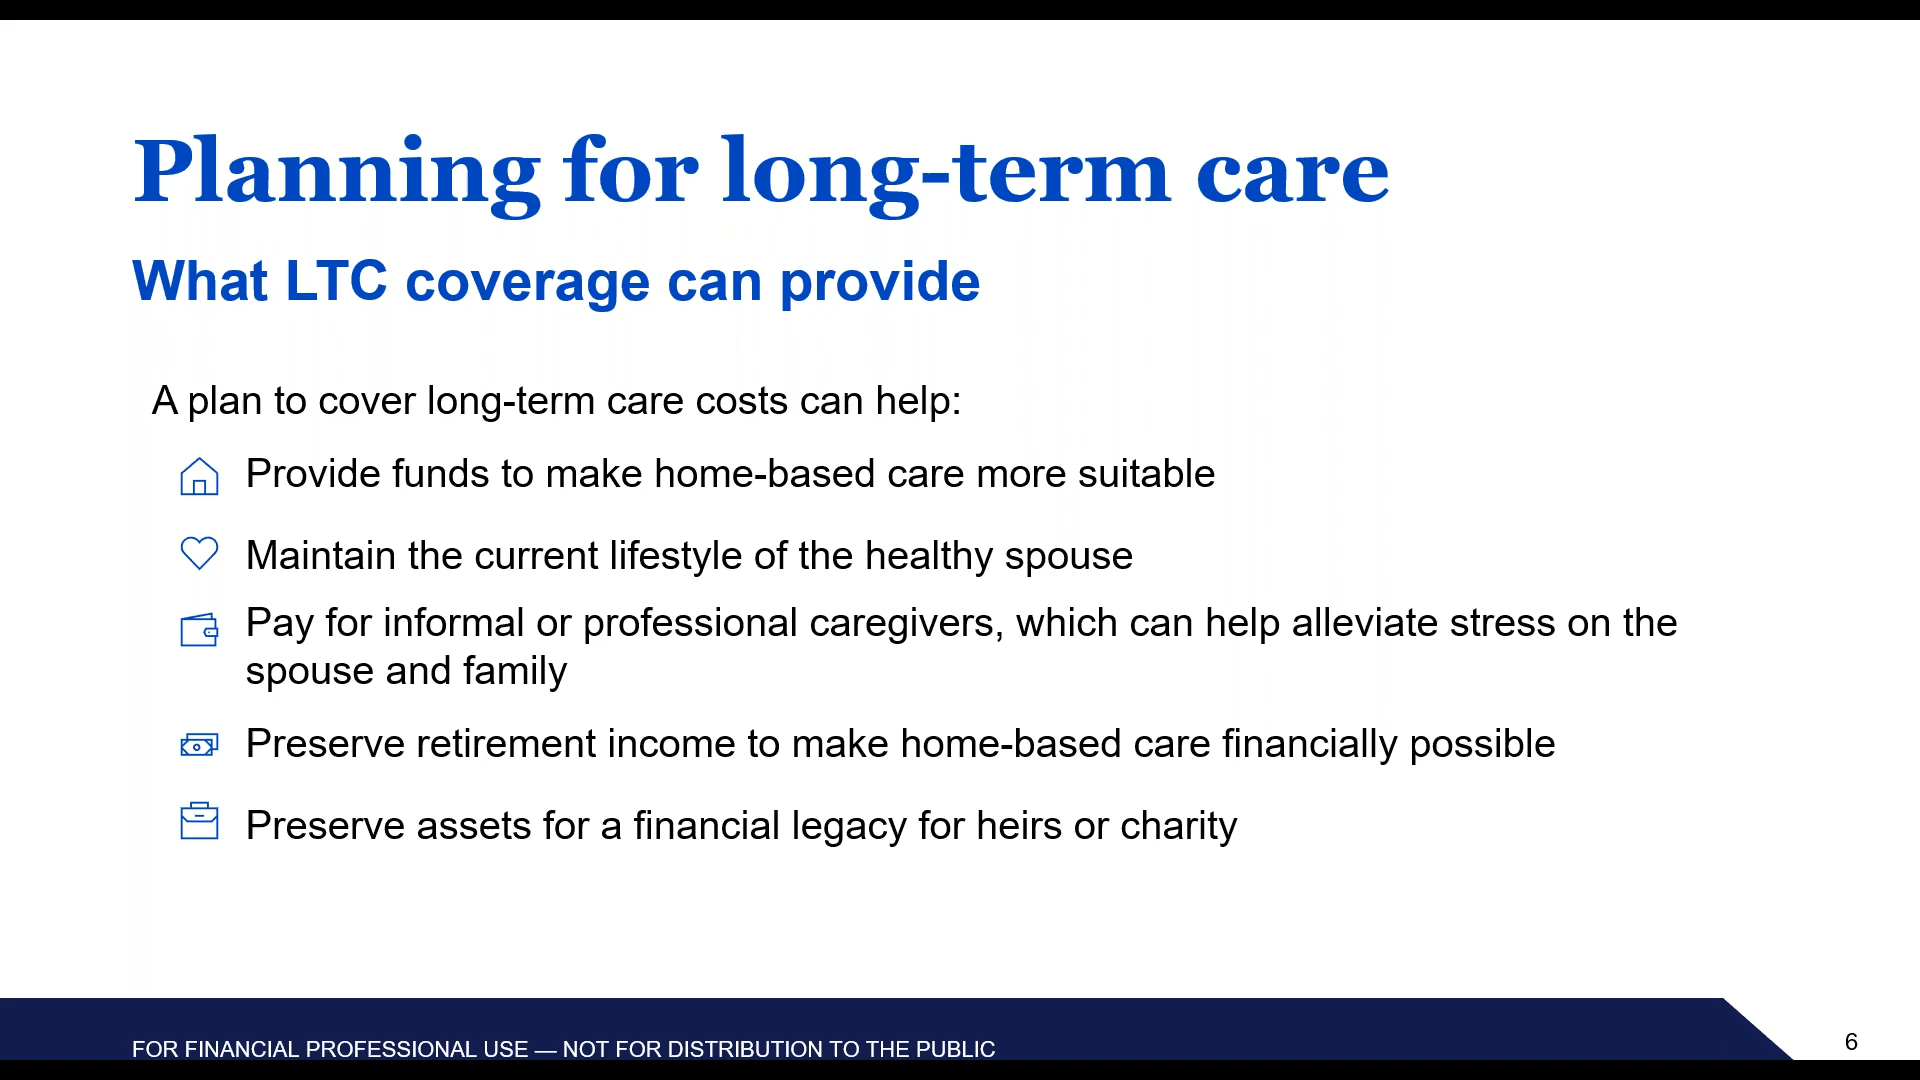 Planning for long-term care
What LTC coverage can provide
A plan to cover long-term care costs can help:
Provide funds to make home-based care more suitable
Maintain the current lifestyle of the healthy spouse
Pay for informal or professional caregivers, which can help alleviate stress on the
spouse and family
Preserve retirement income to make home-based care financially possible
Preserve assets for a financial legacy for heirs or charity
FOR FINANCIAL PROFESSIONAL USE — NOT FOR DISTRIBUTION TO THE PUBLIC
6